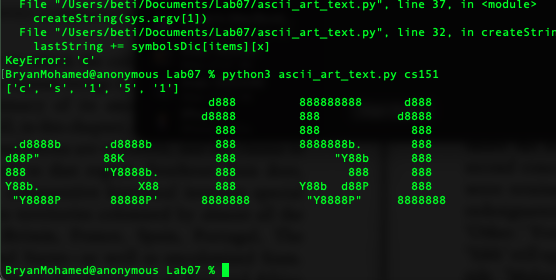 File "/Users/beti/Documents/Lab07/ascii_art_text.py", line 37, in <module>
    createString(sys.argv[1])
  File "/Users/beti/Documents/Lab07/ascii_art_text.py", line 32, in createStrin
    lastString += symbolsDic[items][x]
KeyError: 'c'
BryanMohamed@anonymous Lab07 % python3 ascii_art_text.py cs151
['c', 's', '1', '5', '1']
                             d888      888888888      d888
                            d8888      888           d8888
                              888      888             888
 .d8888b      .d8888b         888      8888888b.       888
d88P"         88K             888           "Y88b      888
888           "Y8888b.        888             888      888
Y88b.              X88        888      Y88b  d88P      888
 "Y8888P       88888P'      8888888     "Y8888P"     8888888
BryanMohamed@anonymous Lab07 %